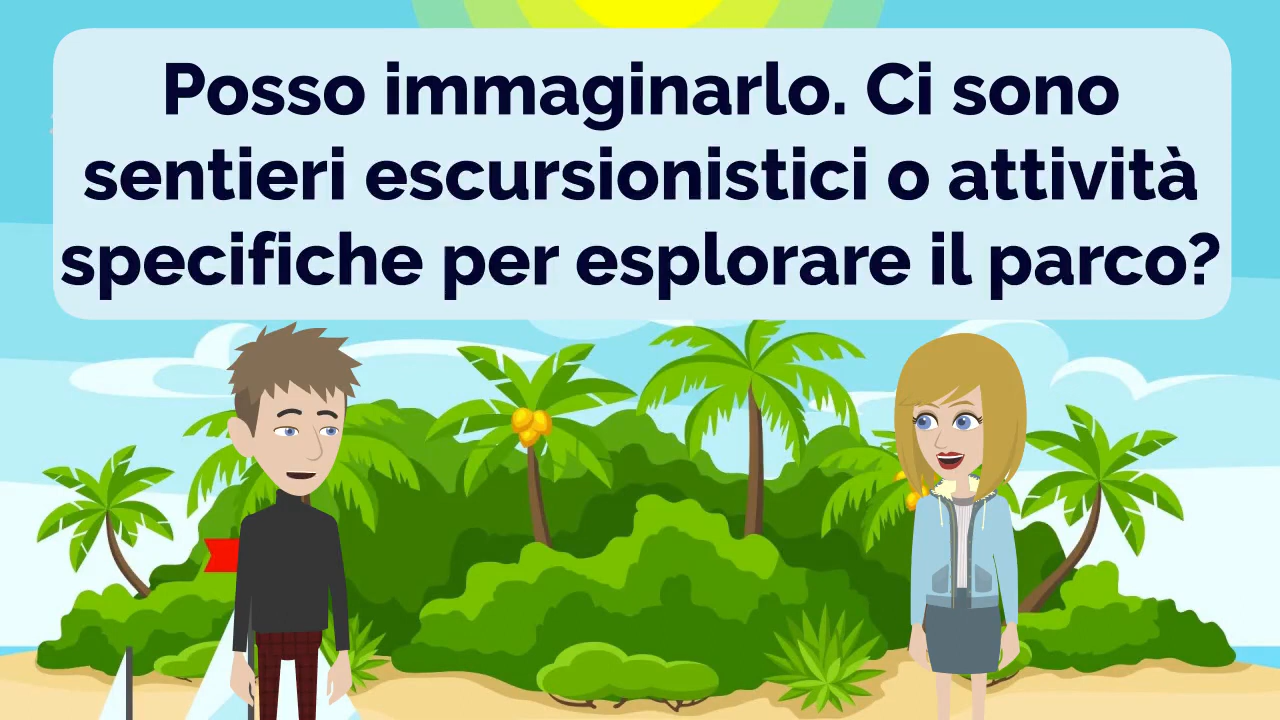 Posso immaginarlo. Ci sono
sentieri escursionistici o attività
specifiche per esplorare il parco?